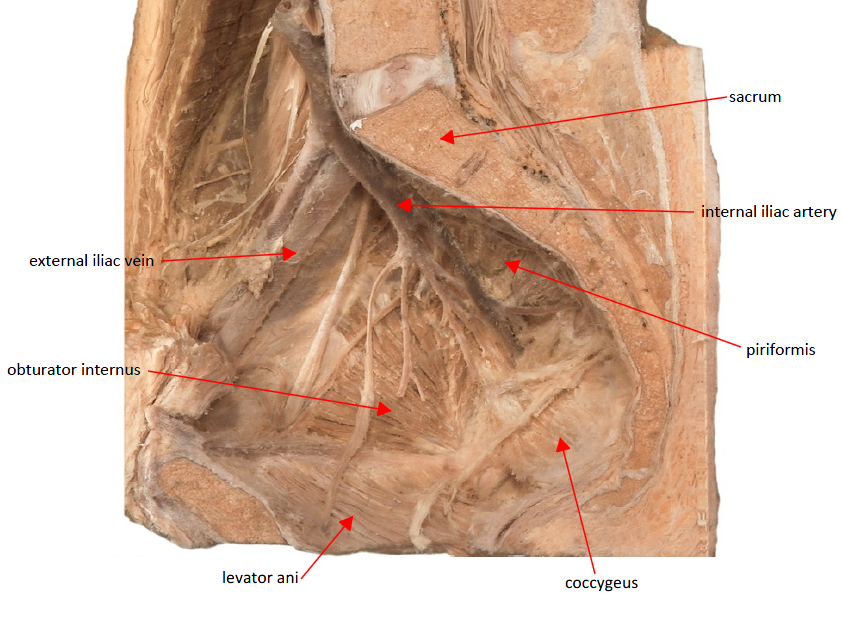 sacrum
internal iliac artery
external iliac vein
piriformis
obturator internus
levator ani
coccygeus